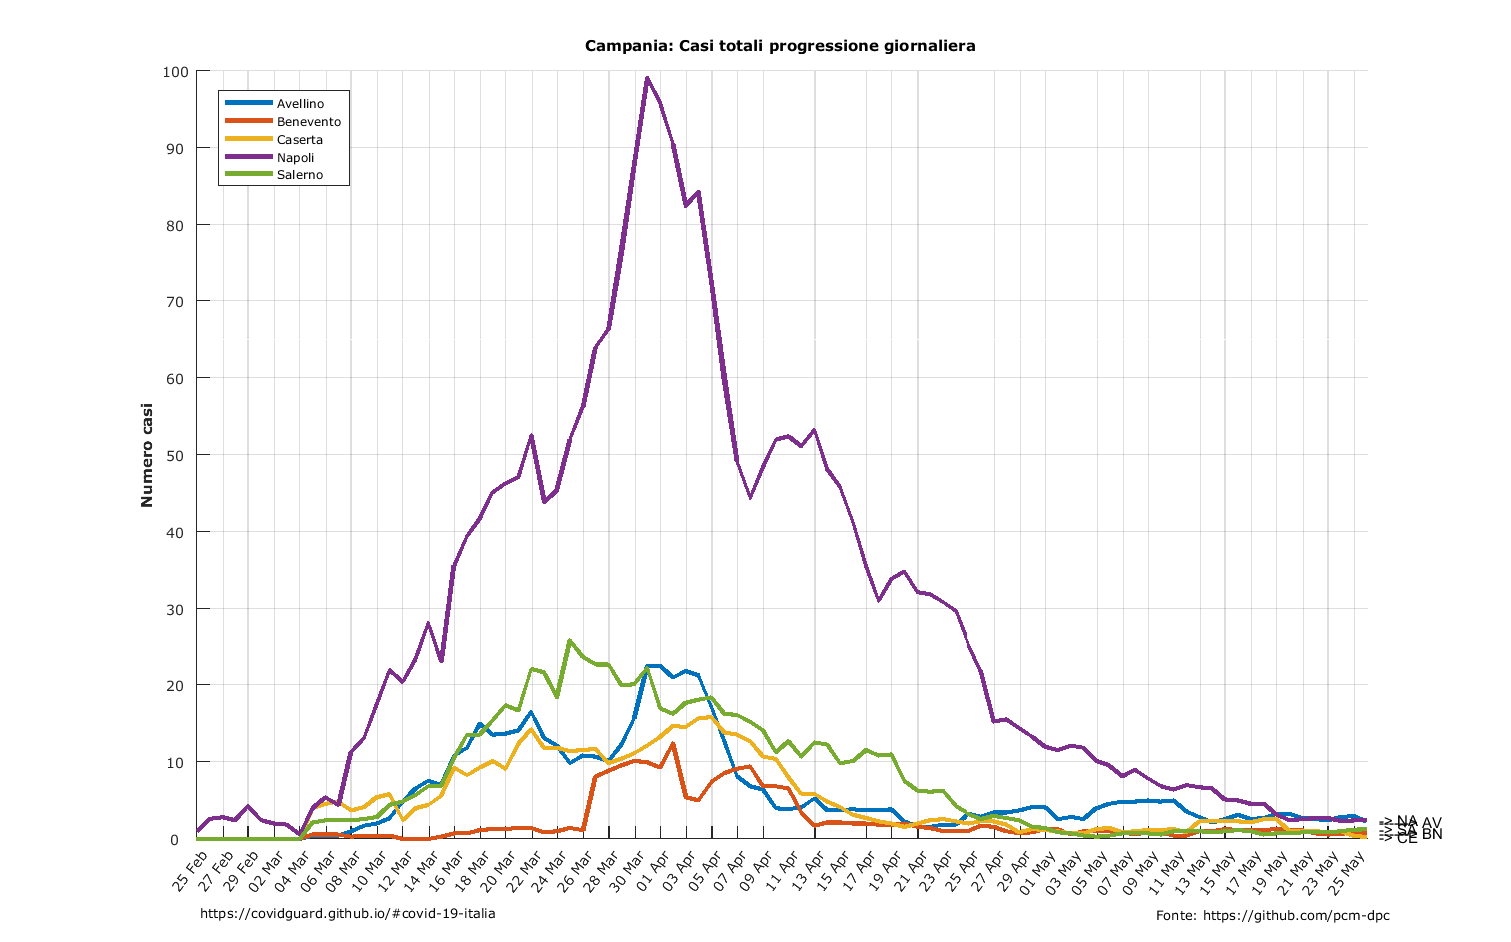 Campania: Casi totali progressione giornaliera
100
90
80
70
60
50
40
30
20
10
0
Numero casi
Avellino
Benevento
Caserta
Napoli
Salerno
-> NA
AV
BN
-> CE
25 Feb
27 Feb
29 Feb
02 Mar
04 Mar
06 Mar
08 Mar
10 Mar
12 Mar
14 Mar
16 Mar
18 Mar
20 Mar
22 Mar
24 Mar
26 Mar
28 Mar
30 Mar
01 Apr
03 Apr
05 Apr
07 Apr
09 Apr
11 Apr
13 Apr
15 Apr
17 Apr
19 Apr
21 Apr
23 Apr
25 Apr
27 Apr
29 Apr
01 May
03 May
05 May
07 May
09 May
11 May
13 May
15 May
17 May
19 May
21 May
23 May
25 May
https://covidguard.github.io/#covid-19-italia
Fonte: https://github.com/pcm-dpc